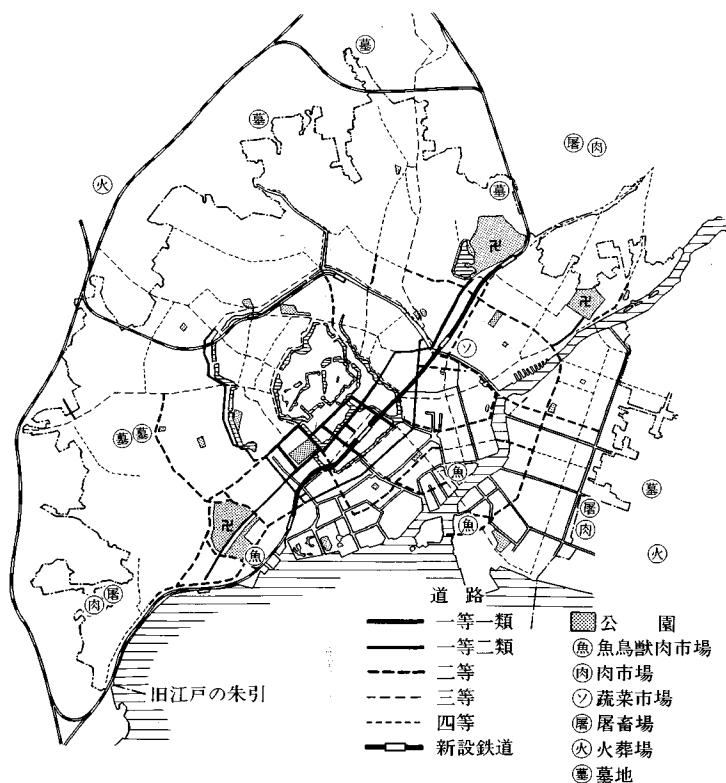 墓
墓
屠 肉
火
墓
卍
卍
ソ
墓 墓
魚
墓
卍
魚
屠
肉
魚
火
肉 屠
旧江戸の朱引
道路
一等一類
一等二類
二等
三等
四等
新設鉄道
公園
魚 魚鳥獣肉市場
肉 肉市場
ソ 蔬菜市場
屠 屠畜場
火 火葬場
墓 墓地